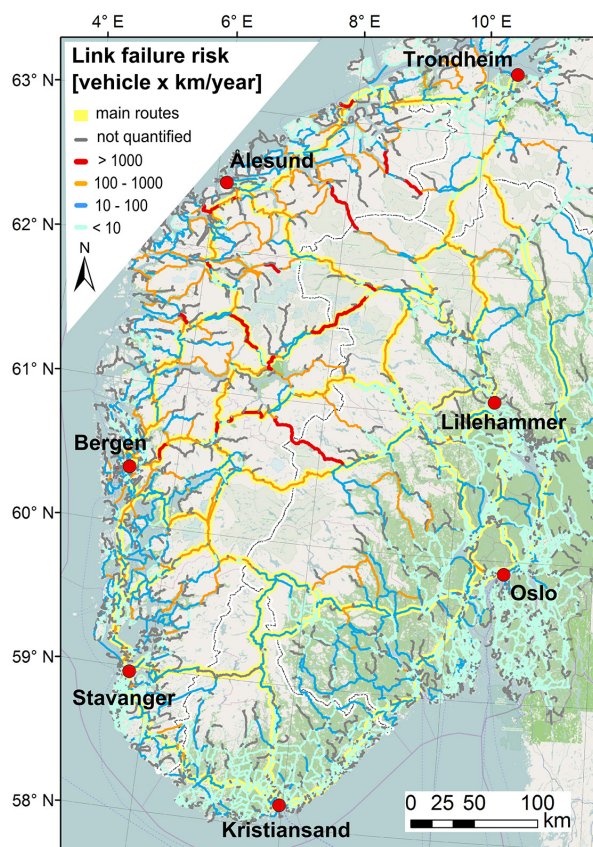 4° E 6° E 8° E 10° E
Link failure risk
[vehicle x km/year]
main routes
not quantified
> 1000
100 - 1000
10 - 100
< 10
N
63° N
62° N
61° N
60° N
59° N
58° N
Trondheim
Ålesund
Lillehammer
Bergen
Oslo
Stavanger
Kristiansand
0 25 50 100
km